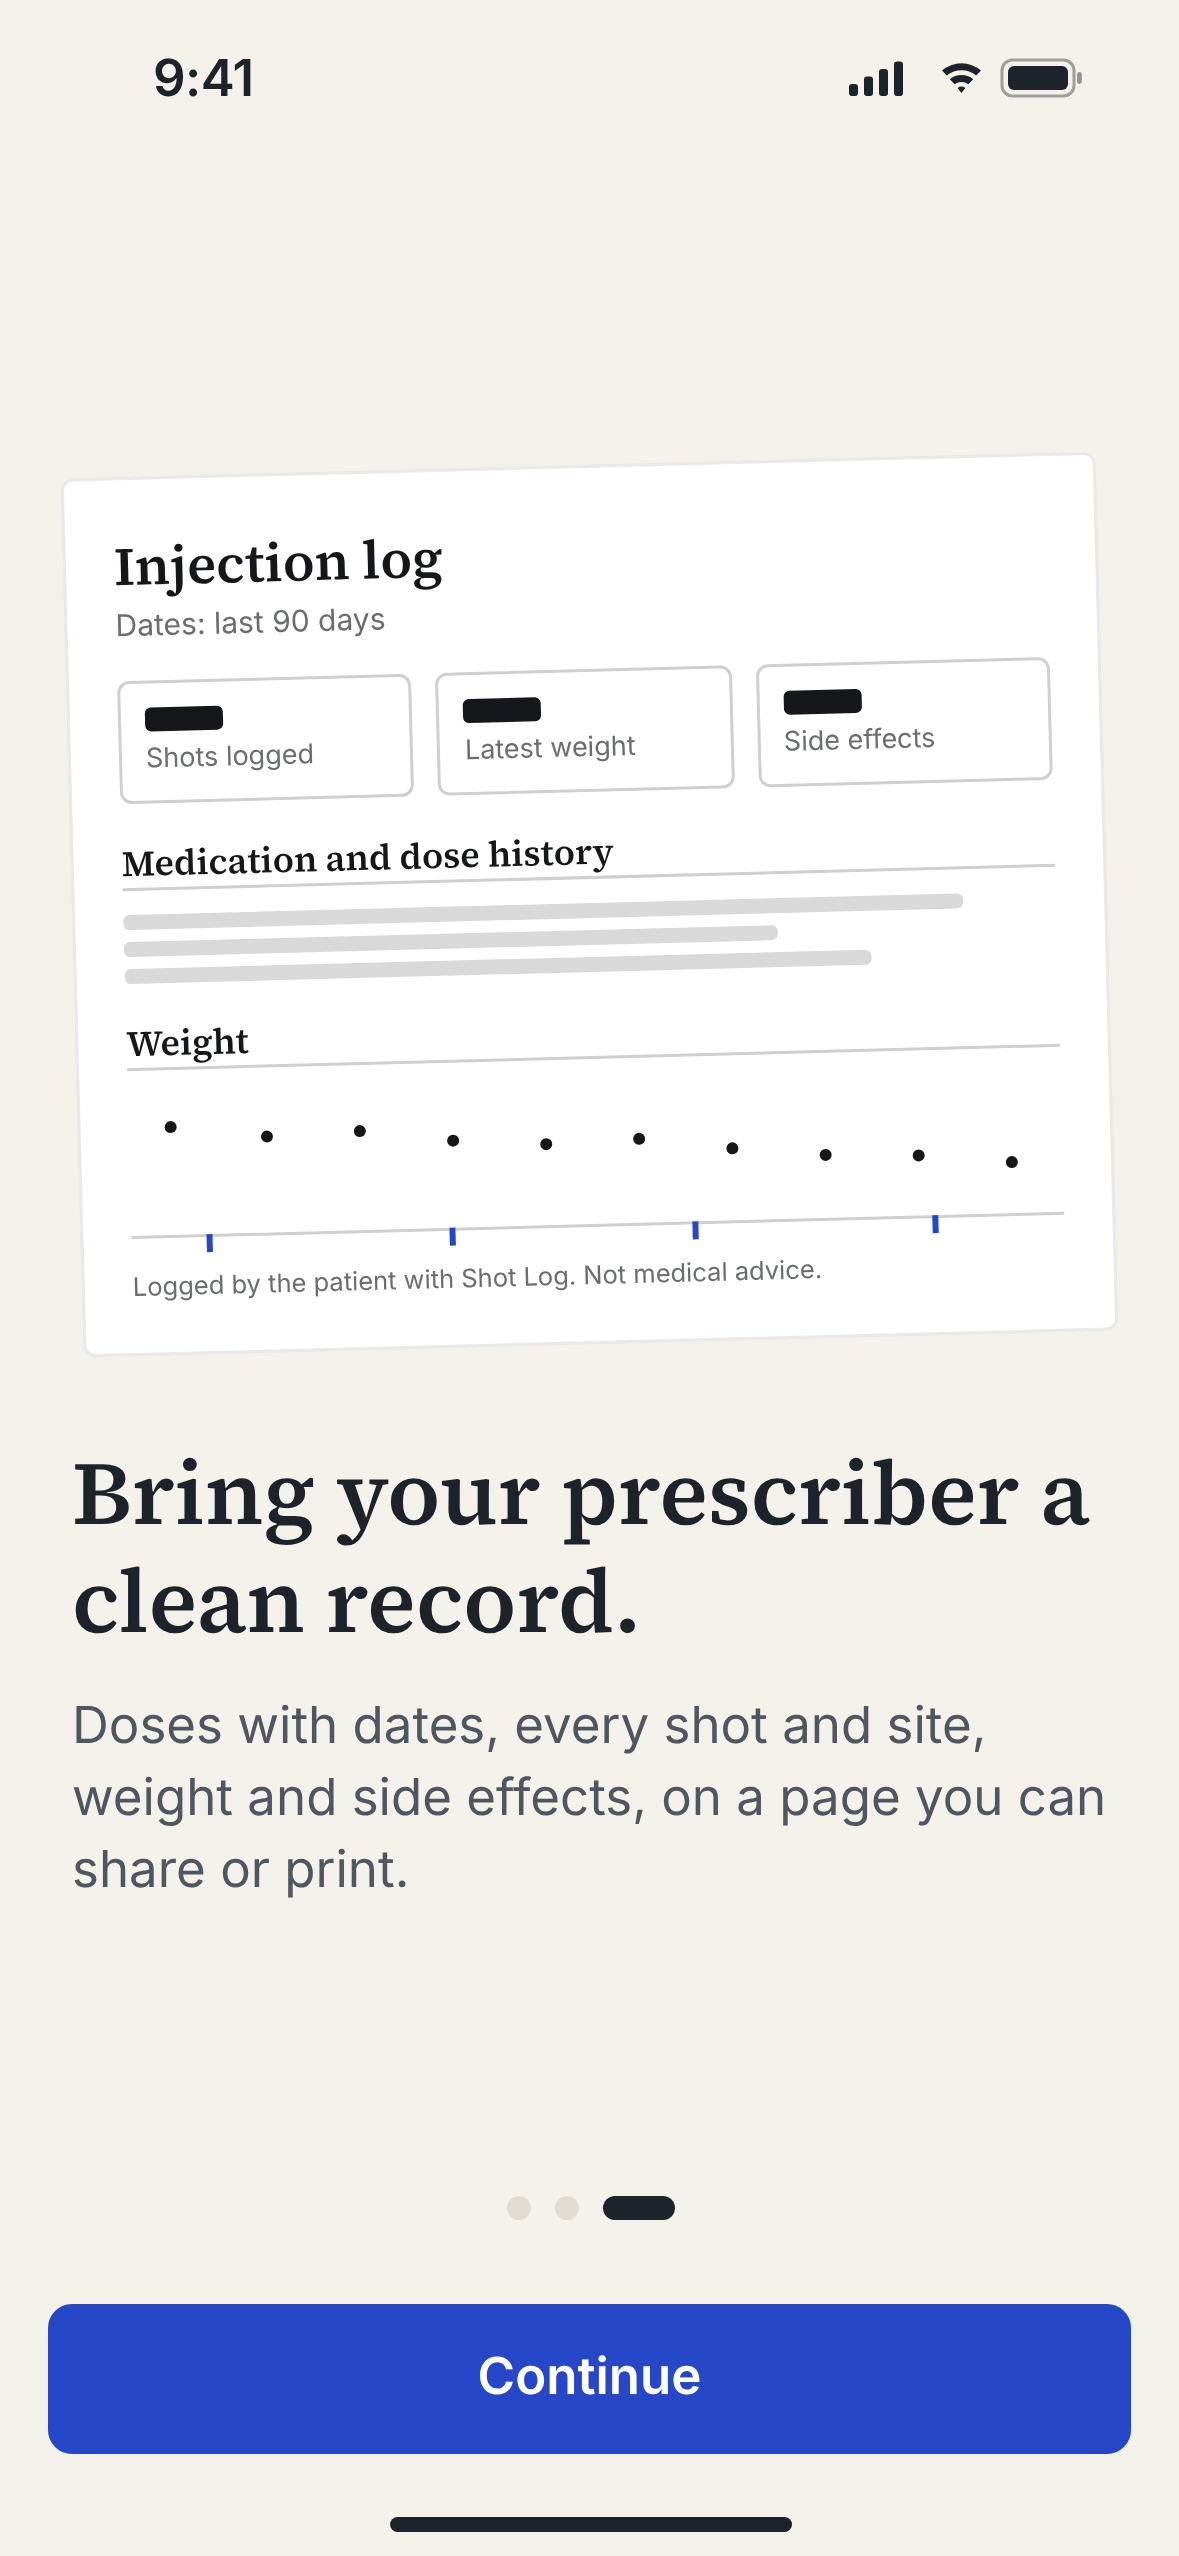 9:41
Injection log
Dates: last 90 days
Shots logged
Latest weight
Side effects
Medication and dose history
Weight
Logged by the patient with Shot Log. Not medical advice.
Bring your prescriber a
clean record.
Doses with dates, every shot and site,
weight and side effects, on a page you can
share or print.
Continue